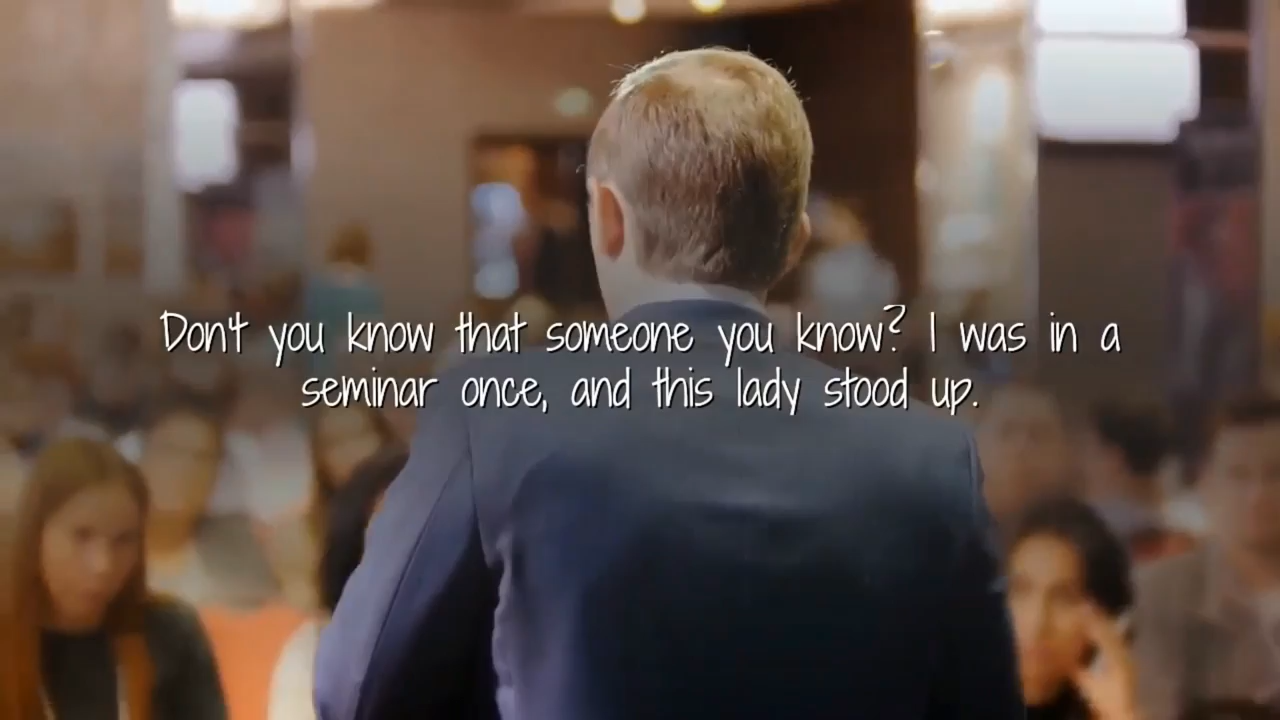 Don't you know that someone you know? I was in a
seminar once, and this lady stood up.